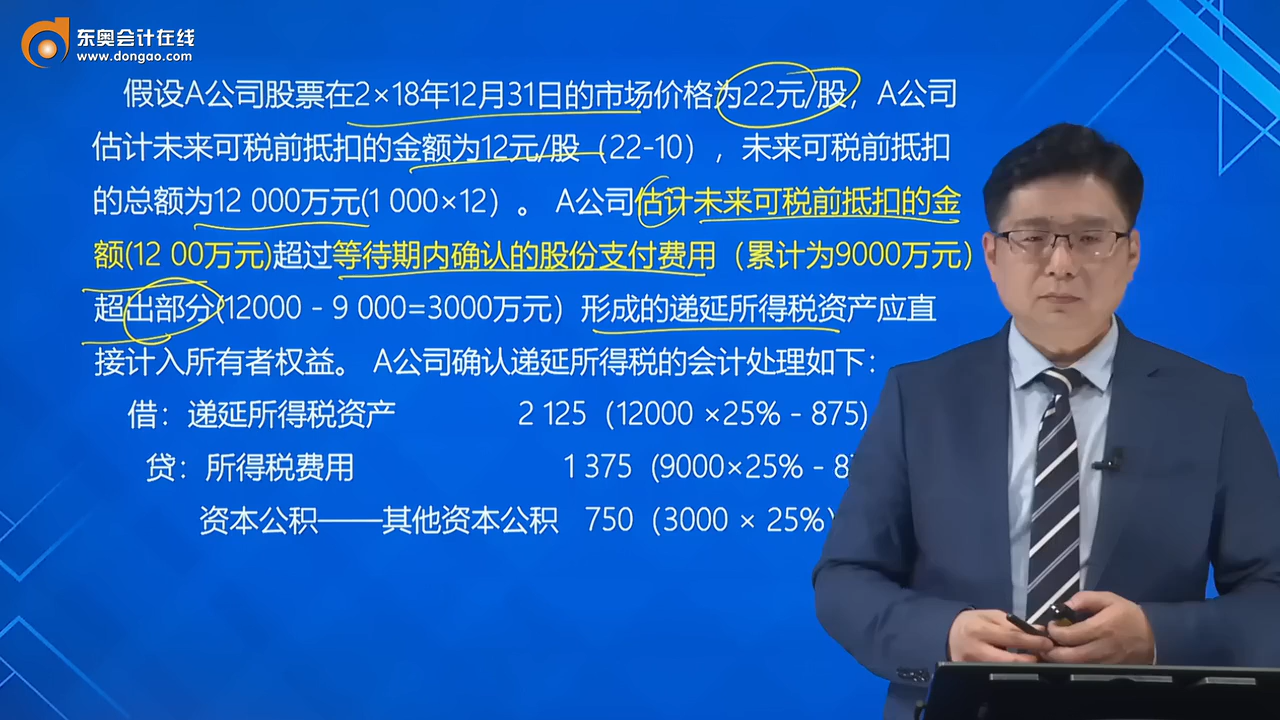 东奥会计在线
www.dongao.com
假设A公司股票在2×18年12月31日的市场价格为22元/股，A公司
估计未来可税前抵扣的金额为12元/股（22-10），未来可税前抵扣
的总额为12 000万元(1 000×12）。 A公司估计未来可税前抵扣的金
额(12 00万元)超过等待期内确认的股份支付费用（累计为9000万元）
超出部分(12000 - 9 000=3000万元）形成的递延所得税资产应直
接计入所有者权益。 A公司确认递延所得税的会计处理如下：
借：递延所得税资产 2 125（12000 ×25% - 875)
贷：所得税费用 1 375（9000×25% - 8
资本公积——其他资本公积 750（3000 × 25%）